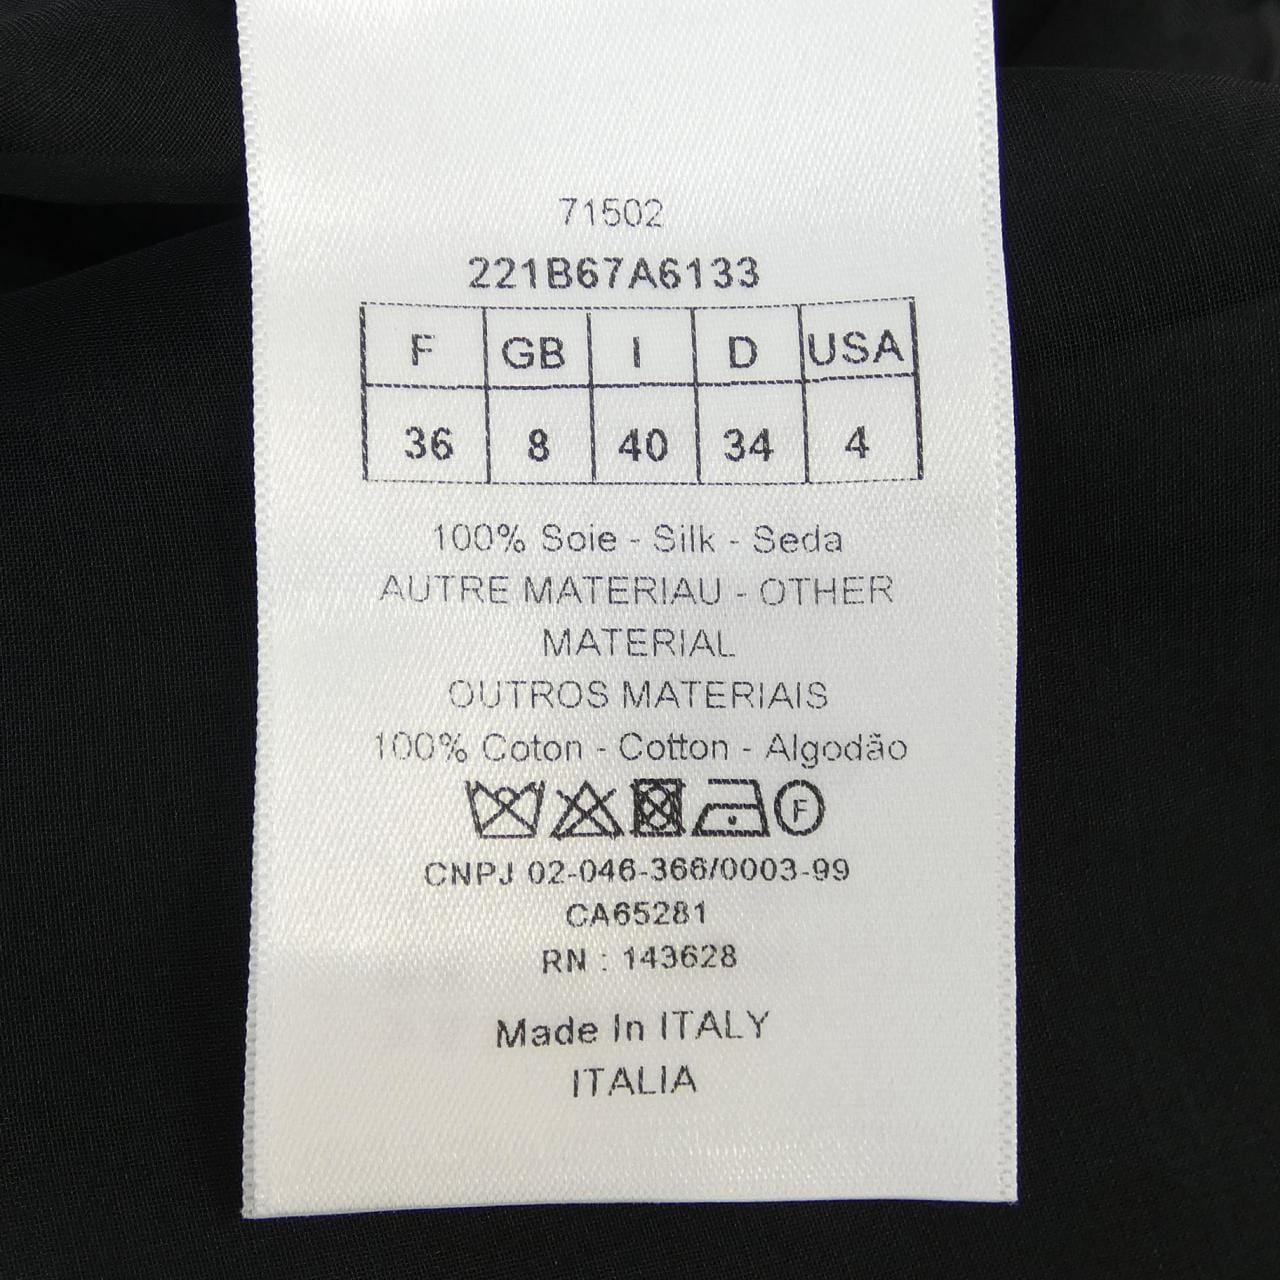 71502
221B67A6133
F GB I D USA
36 8 40 34 4
100% Soie - Silk - Seda
AUTRE MATERIAU - OTHER
MATERIAL
OUTROS MATERIAIS
100% Coton - Cotton - Algodão
F
CNPJ 02-046-366/0003-99
CA65281
RN : 143628
Made In ITALY
ITALIA